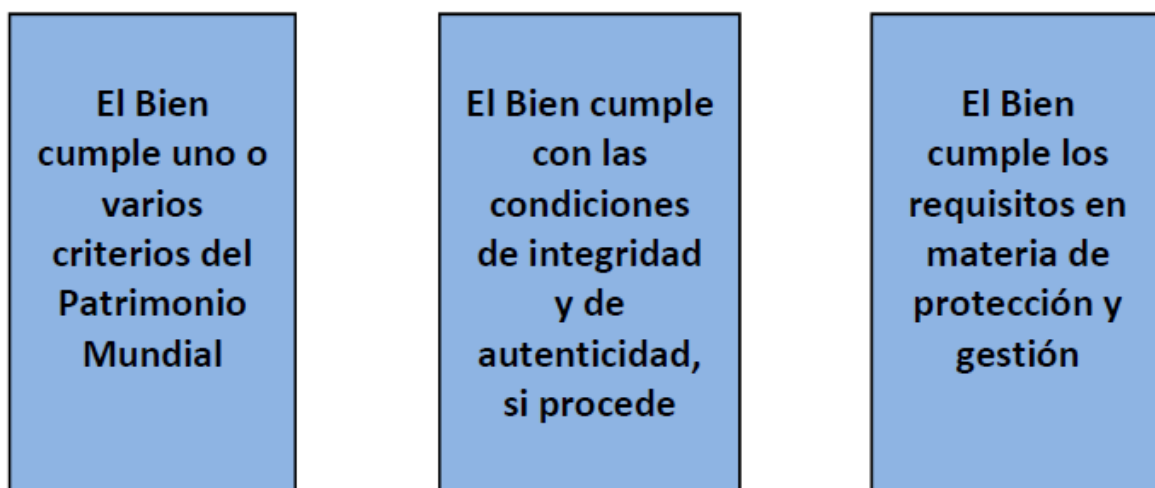 El Bien
cumple uno o
varios
criterios del
Patrimonio
Mundial
El Bien cumple
con las
condiciones
de integridad
y de
autenticidad,
si procede
El Bien
cumple los
requisitos en
materia de
protección y
gestión